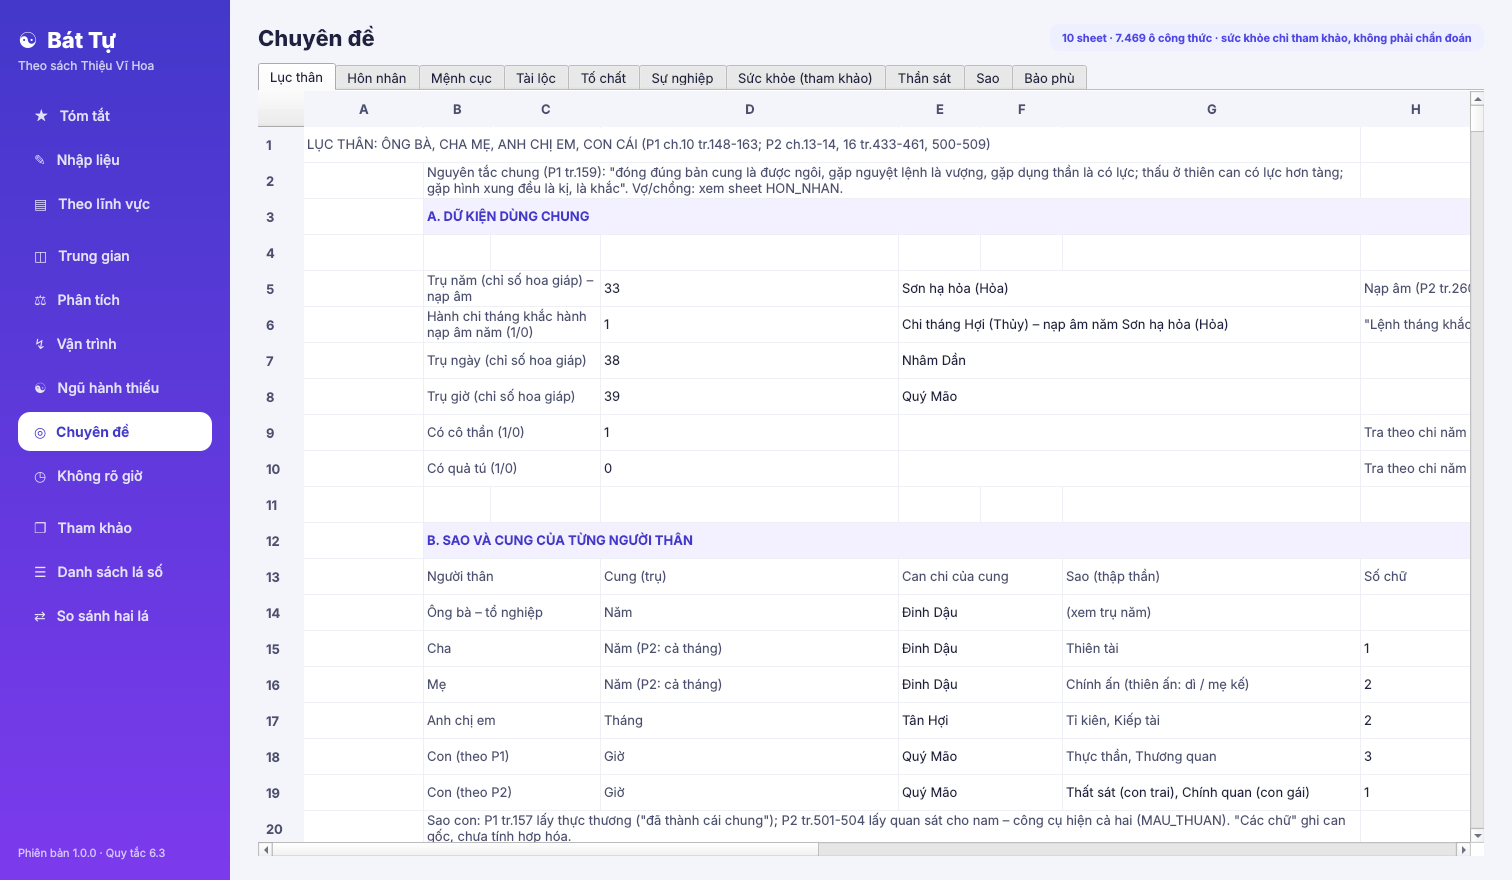 Bát Tự
Theo sách Thiệu Vĩ Hoa
Tóm tắt
Nhập liệu
Theo lĩnh vực
Trung gian
Phân tích
Vận trình
Ngũ hành thiếu
Chuyên đề
Không rõ giờ
Tham khảo
Danh sách lá số
So sánh hai lá
Phiên bản 1.0.0 · Quy tắc 6.3
Chuyên đề
10 sheet · 7.469 ô công thức · sức khỏe chỉ tham khảo, không phải chẩn đoán
Lục thân Hôn nhân Mệnh cục Tài lộc Tố chất Sự nghiệp Sức khỏe (tham khảo) Thần sát Sao Bảo phù
A B C D E F G H
1 LỤC THÂN: ÔNG BÀ, CHA MẸ, ANH CHỊ EM, CON CÁI (P1 ch.10 tr.148-163; P2 ch.13-14, 16 tr.433-461, 500-509)
2 Nguyên tắc chung (P1 tr.159): "đóng đúng bản cung là được ngôi, gặp nguyệt lệnh là vượng, gặp dụng thần là có lực; thấu ở thiên can có lực hơn tàng;
gặp hình xung đều là kị, là khắc". Vợ/chồng: xem sheet HON_NHAN.
3 A. DỮ KIỆN DÙNG CHUNG
4
5 Trụ năm (chỉ số hoa giáp) –
nạp âm 33 Sơn hạ hỏa (Hỏa) Nạp âm (P2 tr.260
6 Hành chi tháng khắc hành
nạp âm năm (1/0) 1 Chi tháng Hợi (Thủy) – nạp âm năm Sơn hạ hỏa (Hỏa) "Lệnh tháng khắc
7 Trụ ngày (chỉ số hoa giáp) 38 Nhâm Dần
8 Trụ giờ (chỉ số hoa giáp) 39 Quý Mão
9 Có cô thần (1/0) 1 Tra theo chi năm
10 Có quả tú (1/0) 0 Tra theo chi năm
11
12 B. SAO VÀ CUNG CỦA TỪNG NGƯỜI THÂN
13 Người thân Cung (trụ) Can chi của cung Sao (thập thần) Số chữ
14 Ông bà – tổ nghiệp Năm Đinh Dậu (xem trụ năm)
15 Cha Năm (P2: cả tháng) Đinh Dậu Thiên tài 1
16 Mẹ Năm (P2: cả tháng) Đinh Dậu Chính ấn (thiên ấn: dì / mẹ kế) 2
17 Anh chị em Tháng Tân Hợi Tỉ kiên, Kiếp tài 2
18 Con (theo P1) Giờ Quý Mão Thực thần, Thương quan 3
19 Con (theo P2) Giờ Quý Mão Thất sát (con trai), Chính quan (con gái) 1
20 Sao con: P1 tr.157 lấy thực thương ("đã thành cái chung"); P2 tr.501-504 lấy quan sát cho nam – công cụ hiện cả hai (MAU_THUAN). "Các chữ" ghi can
gốc, chưa tính hợp hóa.